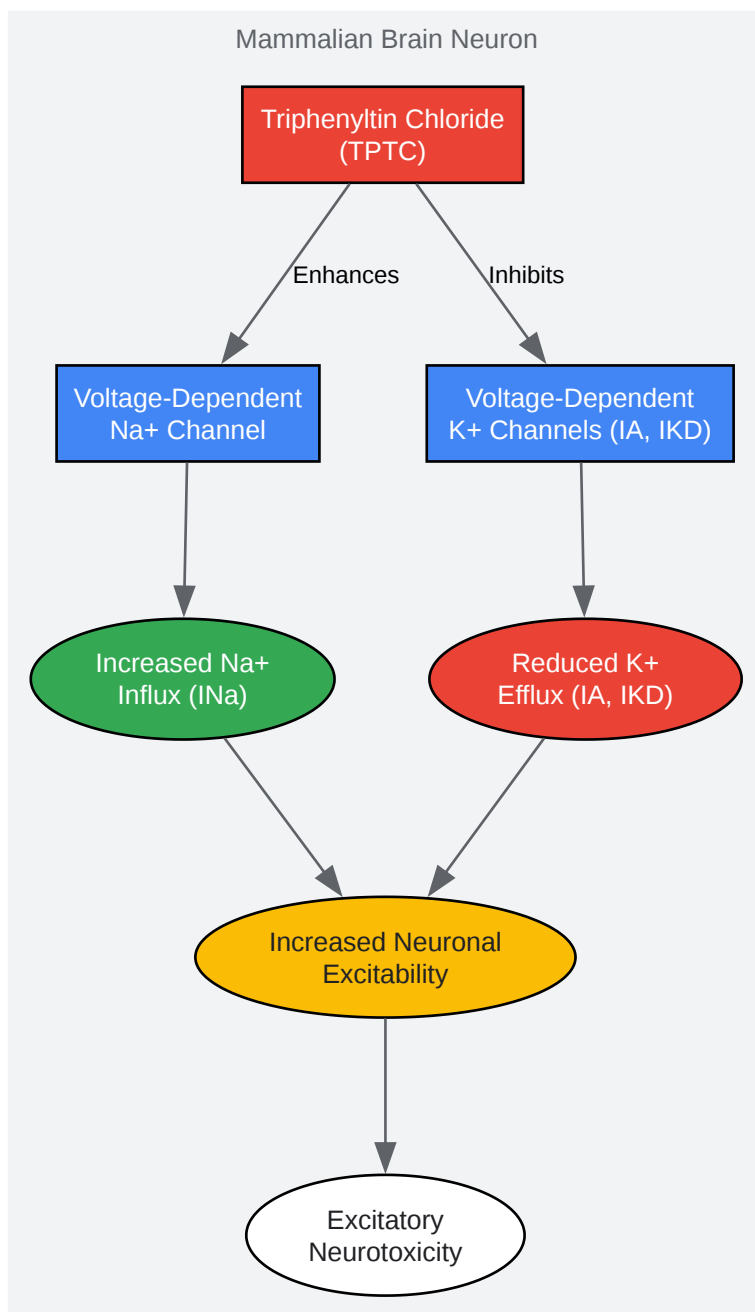 Mammalian Brain Neuron
Triphenyltin Chloride
(TPTC)
Enhances
Inhibits
Voltage-Dependent
Na+ Channel
Voltage-Dependent
K+ Channels (IA, IKD)
Increased Na+
Influx (INa)
Reduced K+
Efflux (IA, IKD)
Increased Neuronal
Excitability
Excitatory
Neurotoxicity